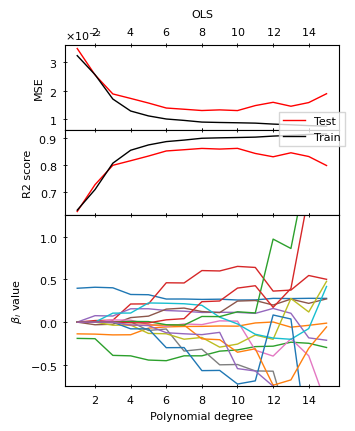 OLS
×10⁻²
2 4 6 8 10 12 14
3
2
1
MSE
Test
Train
0.9
0.8
0.7
R2 score
1.0
0.5
0.0
−0.5
βᵢ value
2 4 6 8 10 12 14
Polynomial degree